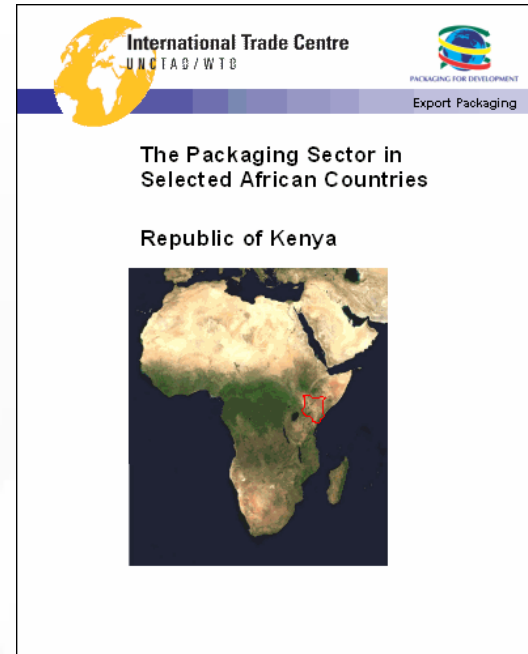 International Trade Centre
UNCTAD/WTO
PACKAGING FOR DEVELOPMENT
Export Packaging
The Packaging Sector in
Selected African Countries
Republic of Kenya